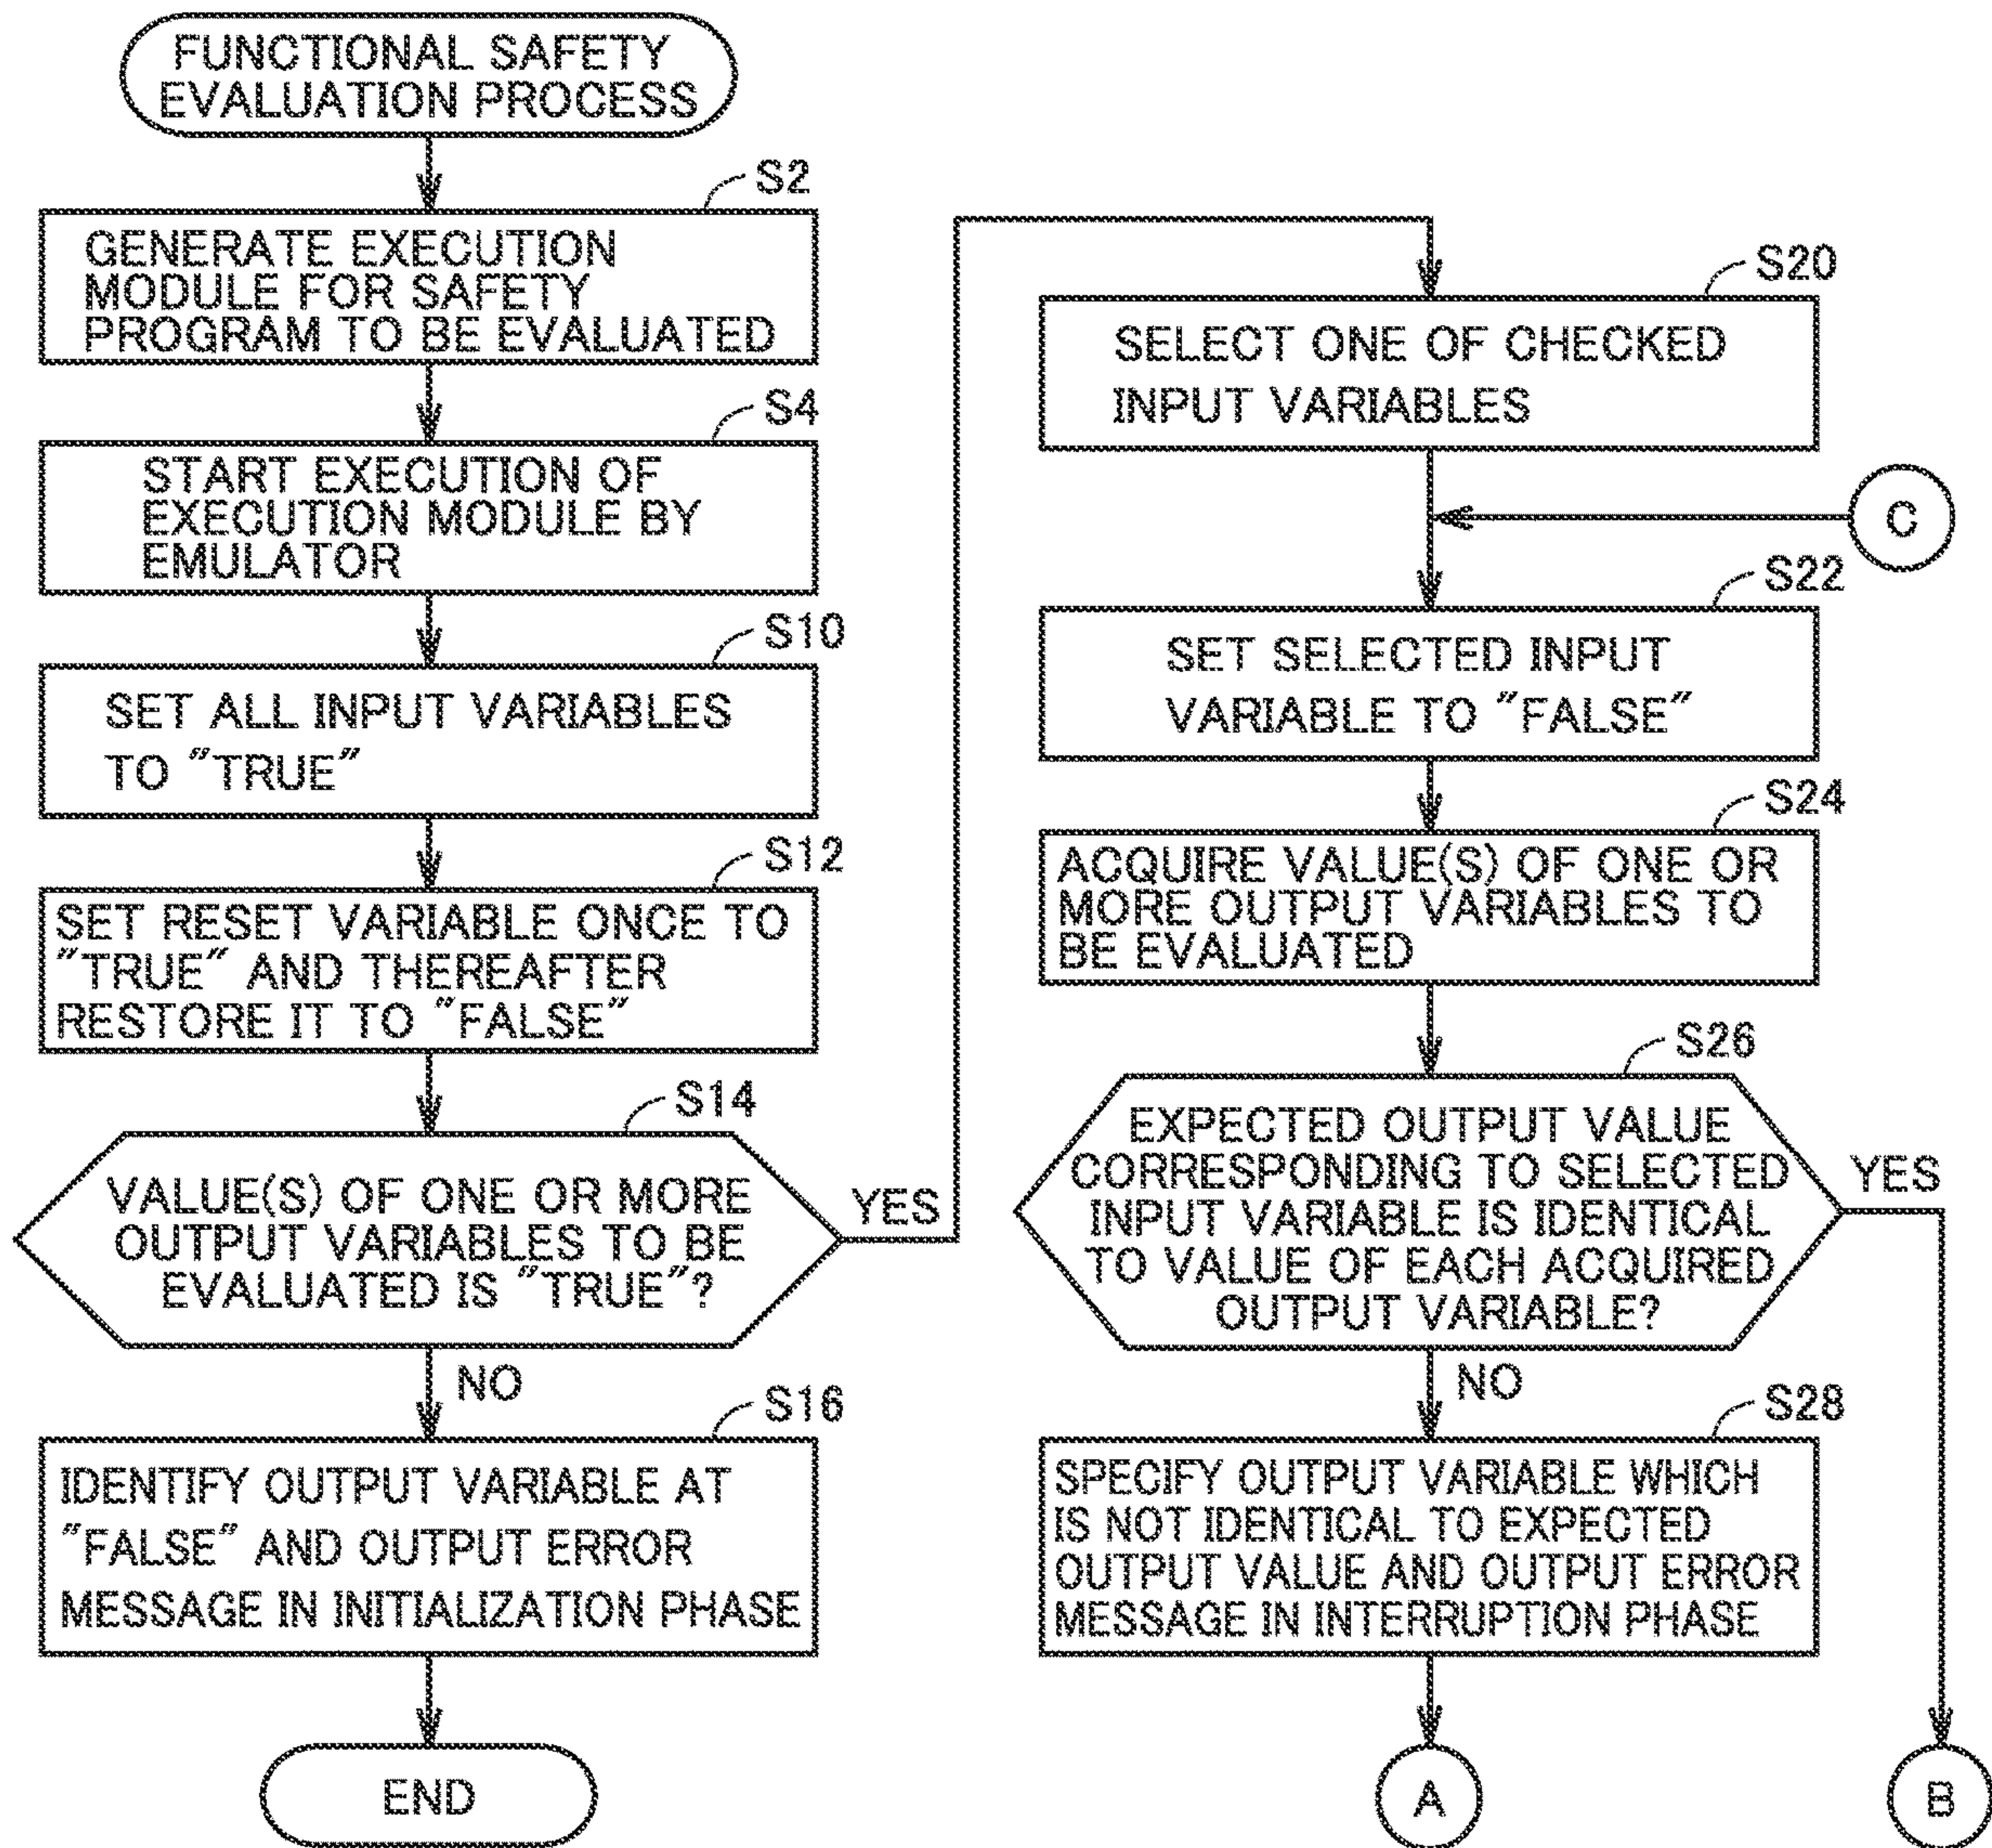 FUNCTIONAL SAFETY
EVALUATION PROCESS
S2
GENERATE EXECUTION
MODULE FOR SAFETY
PROGRAM TO BE EVALUATED
S4
START EXECUTION OF
EXECUTION MODULE BY
EMULATOR
S10
SET ALL INPUT VARIABLES
TO "TRUE"
S12
SET RESET VARIABLE ONCE TO
"TRUE" AND THEREAFTER
RESTORE IT TO "FALSE"
S14
VALUE(S) OF ONE OR MORE
OUTPUT VARIABLES TO BE
EVALUATED IS "TRUE"?
YES
NO
S16
IDENTIFY OUTPUT VARIABLE AT
"FALSE" AND OUTPUT ERROR
MESSAGE IN INITIALIZATION PHASE
END
S20
SELECT ONE OF CHECKED
INPUT VARIABLES
C
S22
SET SELECTED INPUT
VARIABLE TO "FALSE"
S24
ACQUIRE VALUE(S) OF ONE OR
MORE OUTPUT VARIABLES TO
BE EVALUATED
S26
EXPECTED OUTPUT VALUE
CORRESPONDING TO SELECTED
INPUT VARIABLE IS IDENTICAL
TO VALUE OF EACH ACQUIRED
OUTPUT VARIABLE?
YES
NO
S28
SPECIFY OUTPUT VARIABLE WHICH
IS NOT IDENTICAL TO EXPECTED
OUTPUT VALUE AND OUTPUT ERROR
MESSAGE IN INTERRUPTION PHASE
A
B